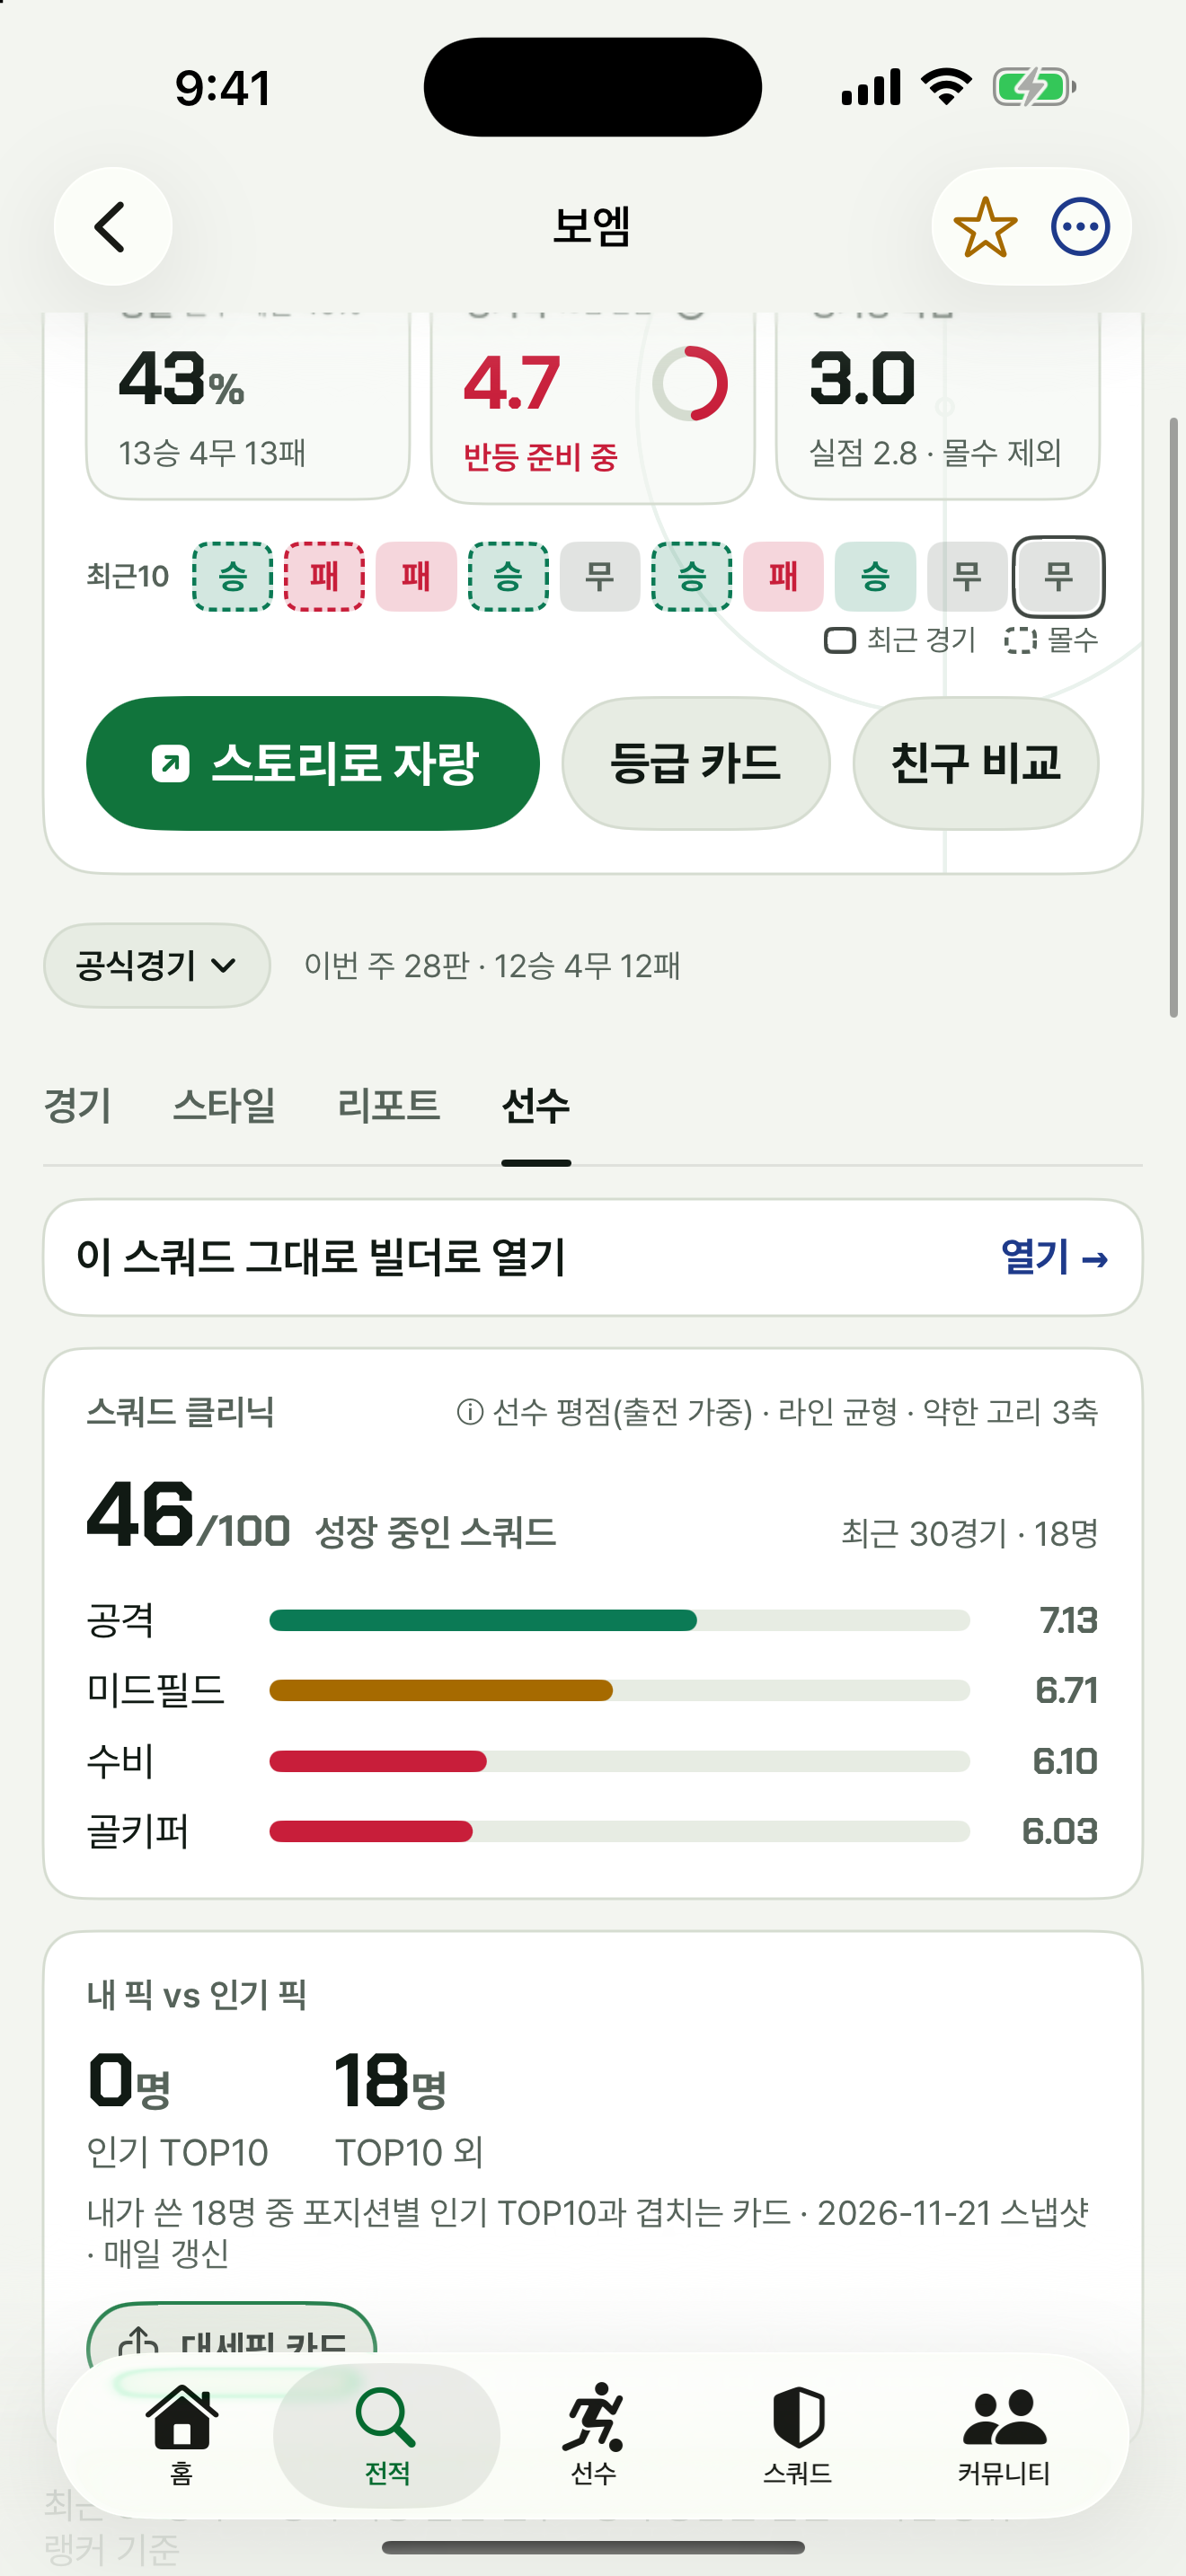 9:41
보엠
43%
4.7
3.0
13승 4무 13패
반등 준비 중
실점 2.8 · 몰수 제외
최근10 승 패 패 승 무 승 패 승 무 무
최근 경기 몰수
스토리로 자랑
등급 카드
친구 비교
공식경기
이번 주 28판 · 12승 4무 12패
경기 스타일 리포트 선수
이 스쿼드 그대로 빌더로 열기
열기 →
스쿼드 클리닉
ⓘ 선수 평점(출전 가중) · 라인 균형 · 약한 고리 3축
46/100 성장 중인 스쿼드
최근 30경기 · 18명
공격 7.13
미드필드 6.71
수비 6.10
골키퍼 6.03
내 픽 vs 인기 픽
0명 18명
인기 TOP10 TOP10 외
내가 쓴 18명 중 포지션별 인기 TOP10과 겹치는 카드 · 2026-11-21 스냅샷
· 매일 갱신
대세픽 카드
홈 전적 선수 스쿼드 커뮤니티
랭커 기준